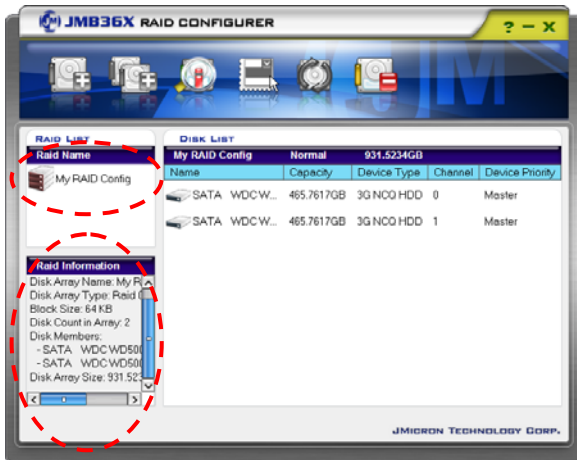 JMB36X RAID CONFIGURER
? – X
RAID LIST
Raid Name
My RAID Config
DISK LIST
My RAID Config Normal 931.5234GB
Name Capacity Device Type Channel Device Priority
SATA WDC W... 465.7617GB 3G NCQ HDD 0 Master
SATA WDC W... 465.7617GB 3G NCQ HDD 1 Master
Raid Information
Disk Array Name: My R
Disk Array Type: Raid
Block Size: 64 KB
Disk Count in Array: 2
Disk Members:
- SATA WDC WD500
- SATA WDC WD500
Disk Array Size: 931.523
JMICRON TECHNOLOGY CORP.